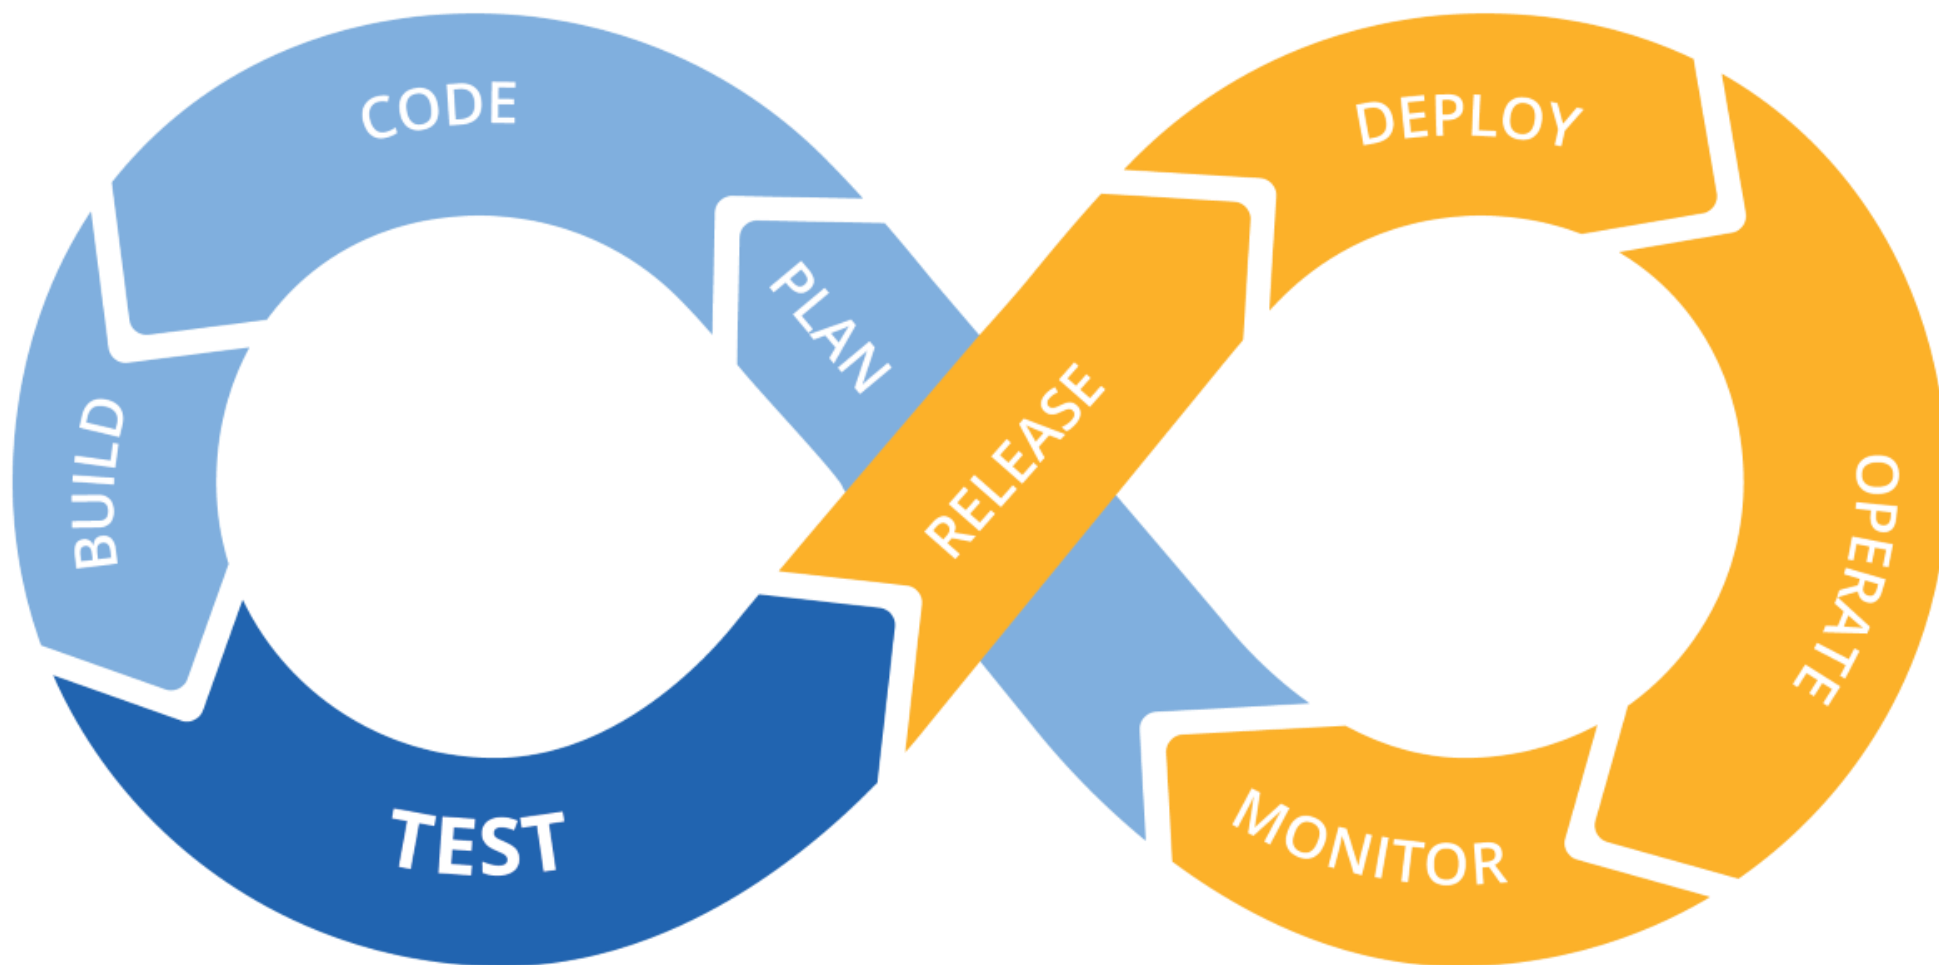 CODE
DEPLOY
PLAN
BUILD
RELEASE
OPERATE
TEST
MONITOR